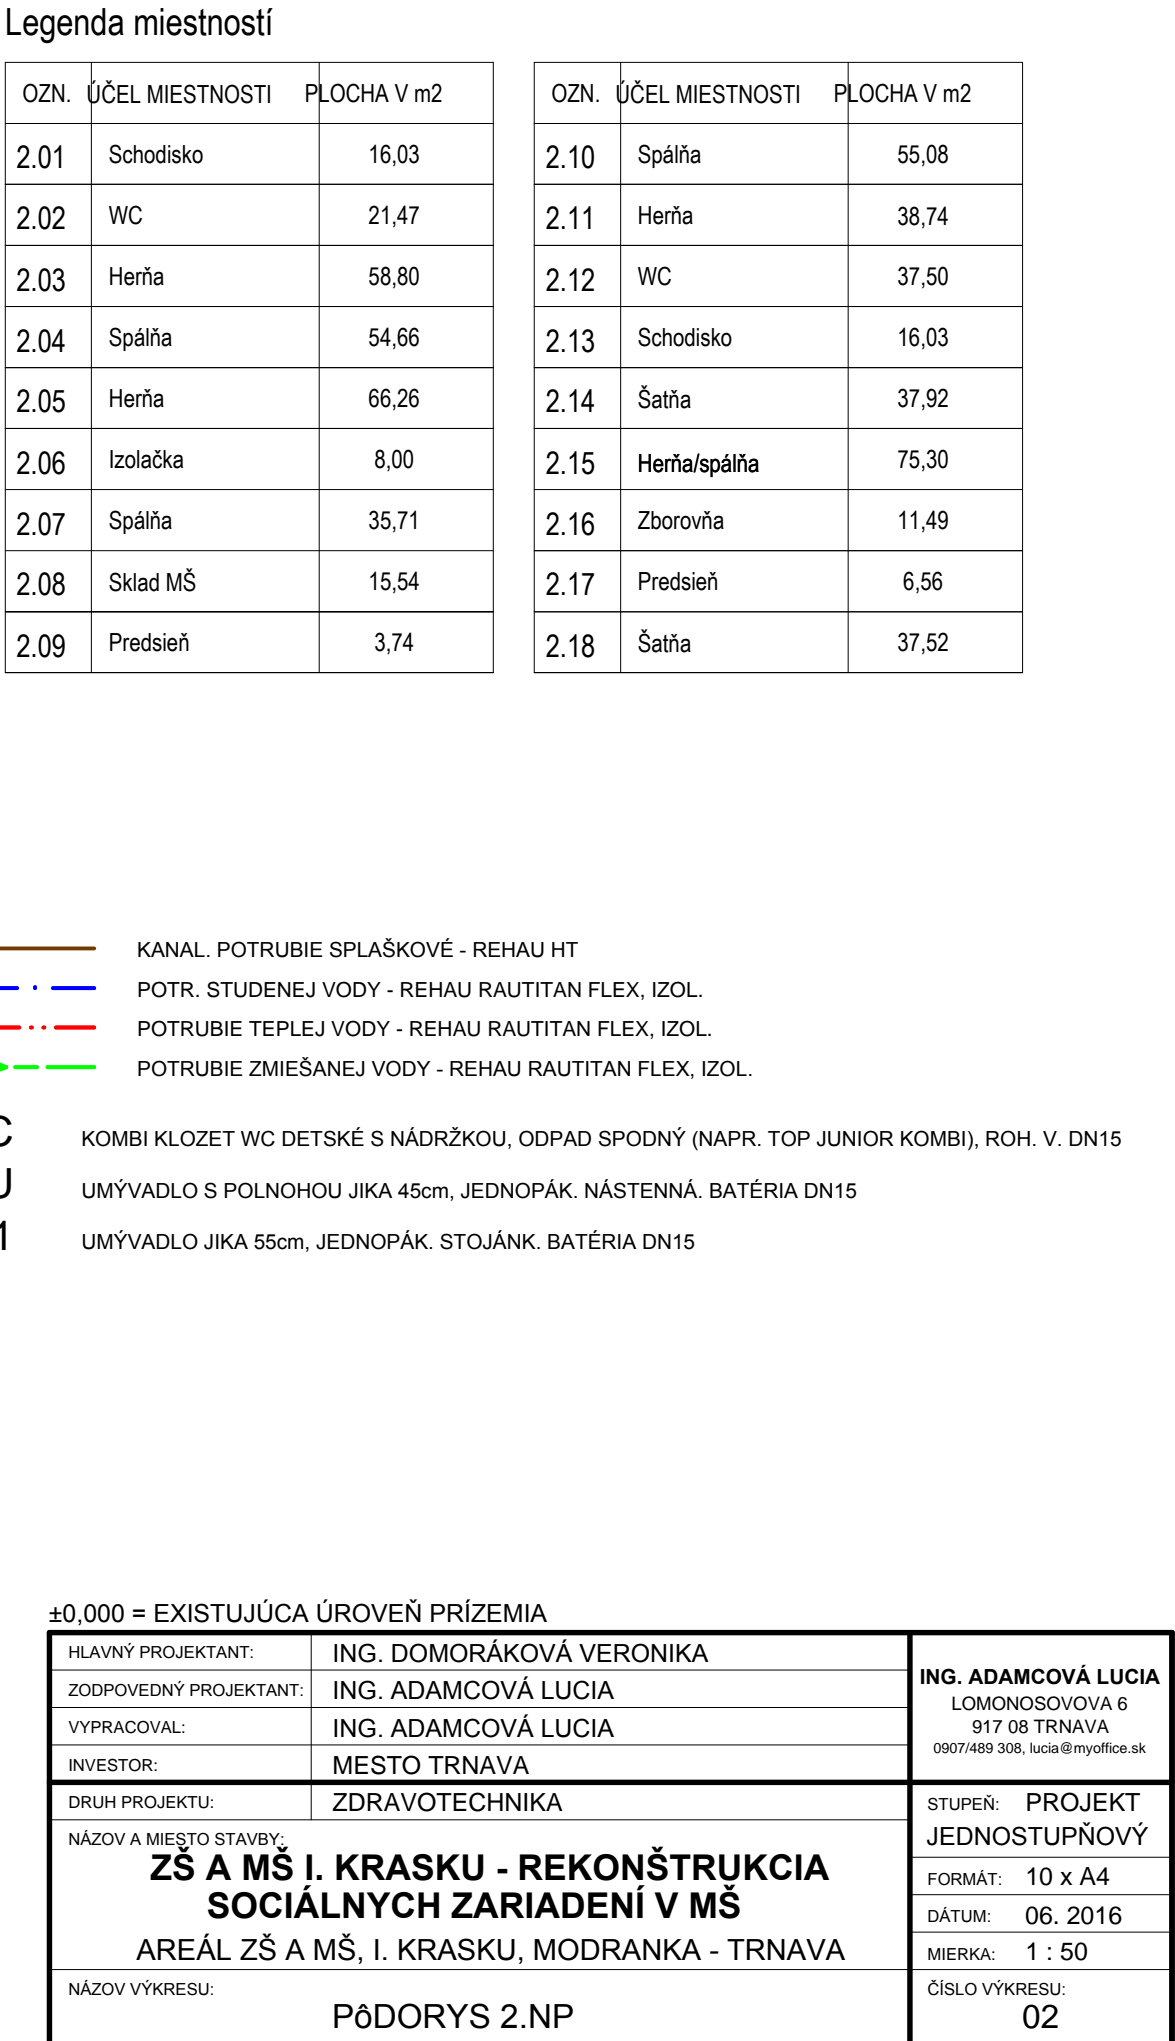 Legenda miestností
OZN. ÚČEL MIESTNOSTI PLOCHA V m2
2.01 Schodisko 16,03
2.02 WC 21,47
2.03 Herňa 58,80
2.04 Spálňa 54,66
2.05 Herňa 66,26
2.06 Izolačka 8,00
2.07 Spálňa 35,71
2.08 Sklad MŠ 15,54
2.09 Predsieň 3,74
OZN. ÚČEL MIESTNOSTI PLOCHA V m2
2.10 Spálňa 55,08
2.11 Herňa 38,74
2.12 WC 37,50
2.13 Schodisko 16,03
2.14 Šatňa 37,92
2.15 Herňa/spálňa 75,30
2.16 Zborovňa 11,49
2.17 Predsieň 6,56
2.18 Šatňa 37,52
KANAL. POTRUBIE SPLAŠKOVÉ - REHAU HT
POTR. STUDENEJ VODY - REHAU RAUTITAN FLEX, IZOL.
POTRUBIE TEPLEJ VODY - REHAU RAUTITAN FLEX, IZOL.
POTRUBIE ZMIEŠANEJ VODY - REHAU RAUTITAN FLEX, IZOL.
KOMBI KLOZET WC DETSKÉ S NÁDRŽKOU, ODPAD SPODNÝ (NAPR. TOP JUNIOR KOMBI), ROH. V. DN15
UMÝVADLO S POLNOHOU JIKA 45cm, JEDNOPÁK. NÁSTENNÁ. BATÉRIA DN15
UMÝVADLO JIKA 55cm, JEDNOPÁK. STOJÁNK. BATÉRIA DN15
±0,000 = EXISTUJÚCA ÚROVEŇ PRÍZEMIA
HLAVNÝ PROJEKTANT: ING. DOMORÁKOVÁ VERONIKA
ZODPOVEDNÝ PROJEKTANT: ING. ADAMCOVÁ LUCIA
VYPRACOVAL: ING. ADAMCOVÁ LUCIA
INVESTOR: MESTO TRNAVA
ING. ADAMCOVÁ LUCIA
LOMONOSOVOVA 6
917 08 TRNAVA
0907/489 308, lucia@myoffice.sk
DRUH PROJEKTU: ZDRAVOTECHNIKA
NÁZOV A MIESTO STAVBY:
ZŠ A MŠ I. KRASKU - REKONŠTRUKCIA
SOCIÁLNYCH ZARIADENÍ V MŠ
AREÁL ZŠ A MŠ, I. KRASKU, MODRANKA - TRNAVA
STUPEŇ: PROJEKT
JEDNOSTUPŇOVÝ
FORMÁT: 10 x A4
DÁTUM: 06. 2016
MIERKA: 1 : 50
NÁZOV VÝKRESU:
PôDORYS 2.NP
ČÍSLO VÝKRESU:
02